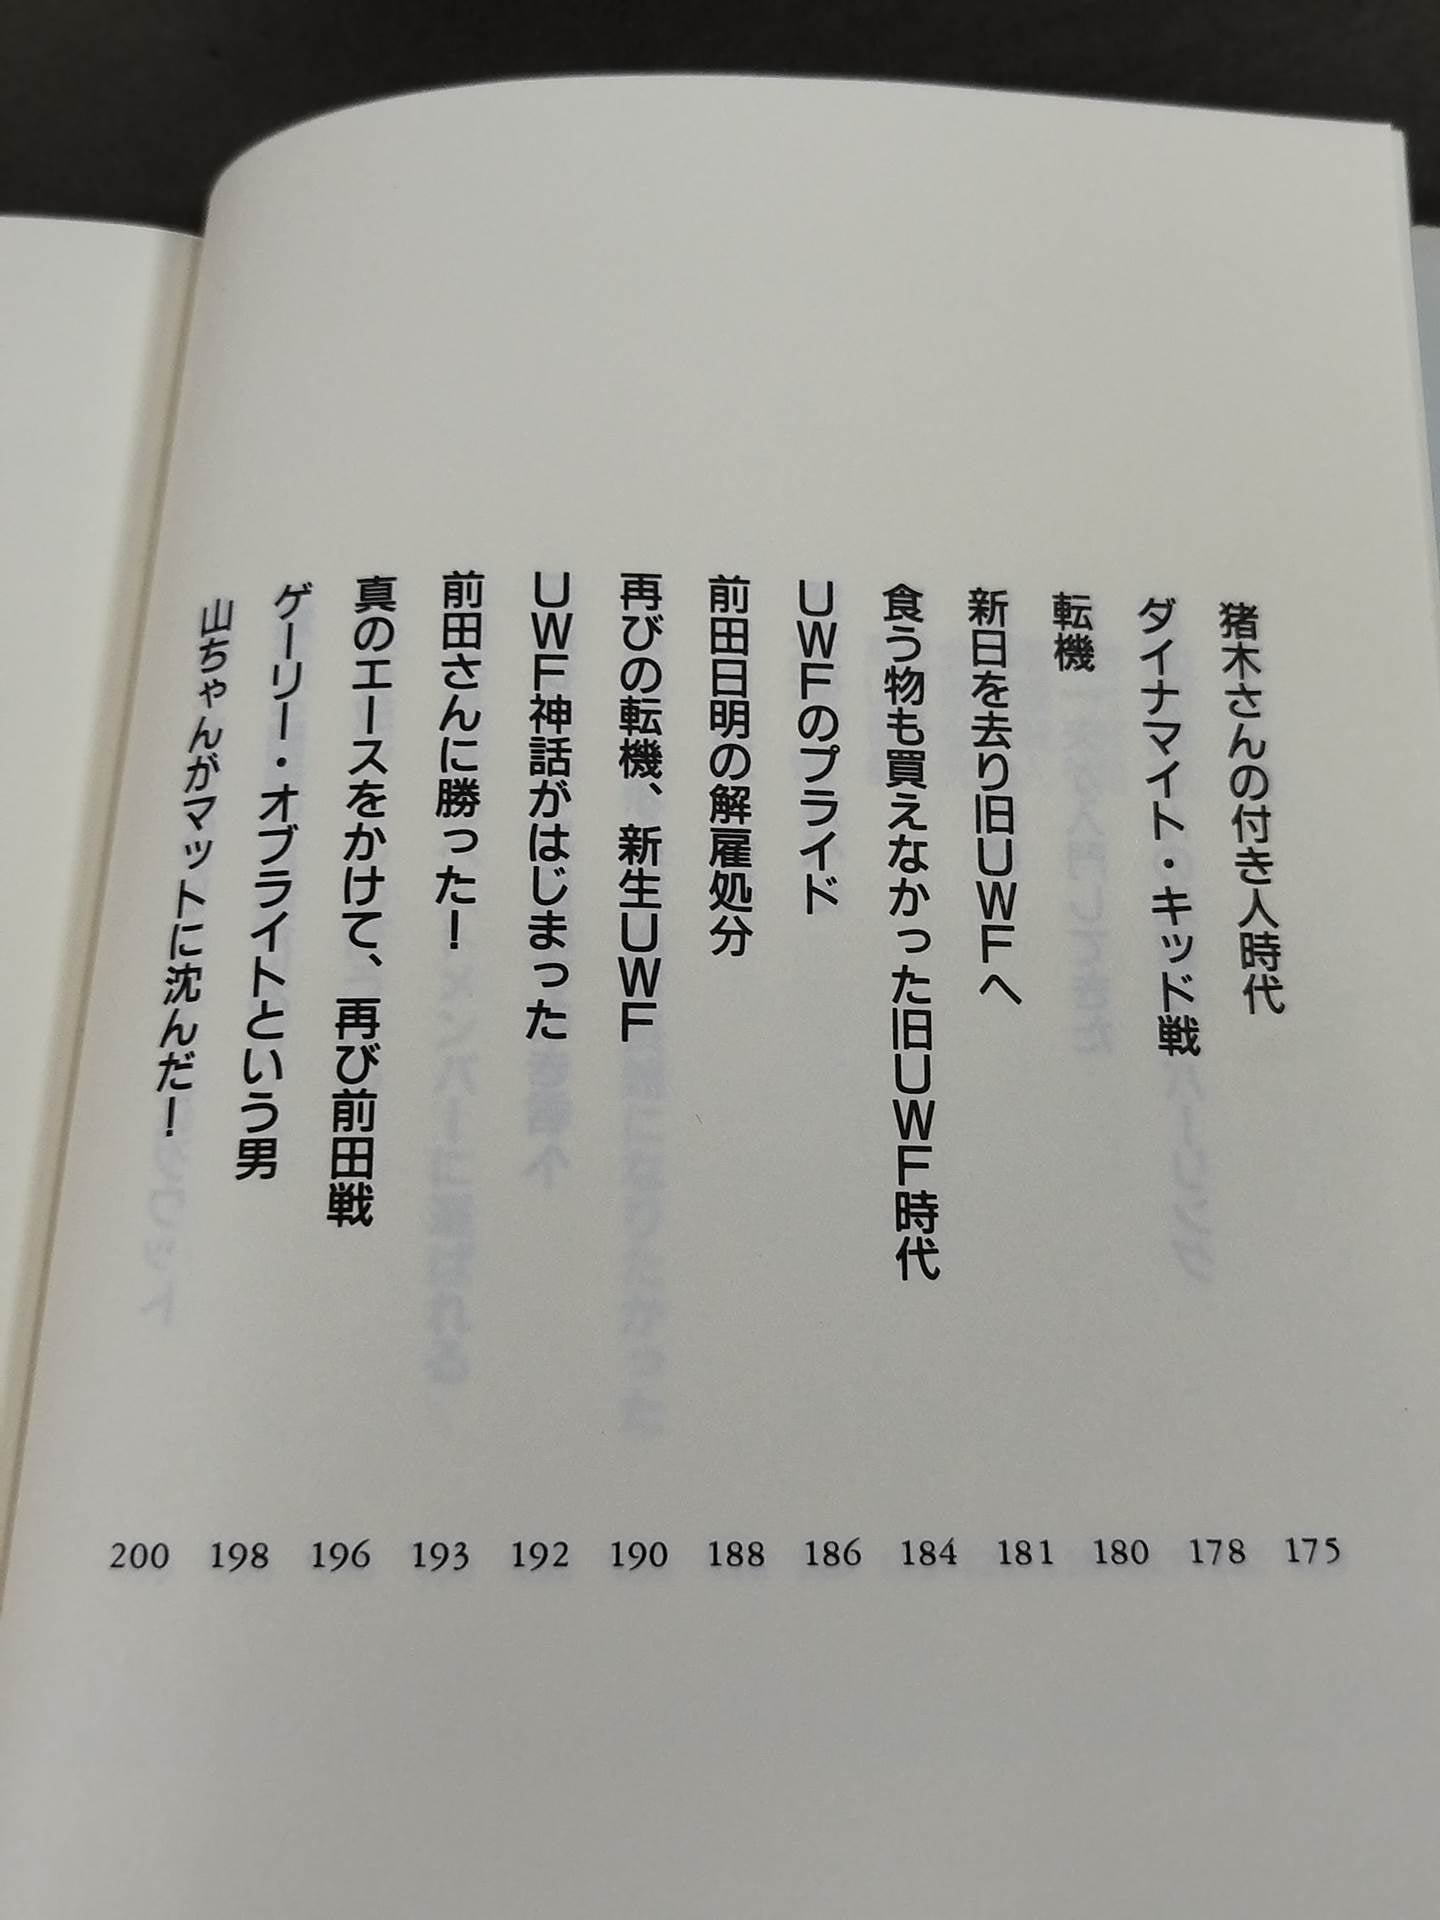 猪木さんの付き人時代 175
ダイナマイト・キッド戦 178
転機 180
新日を去り旧UWFへ 181
食う物も買えなかった旧UWF時代 184
UWFのプライド 186
前田日明の解雇処分 188
再びの転機、新生UWF 190
UWF神話がはじまった 192
前田さんに勝った! 193
真のエースをかけて、再び前田戦 196
ゲーリー・オブライトという男 198
山ちゃんがマットに沈んだ! 200